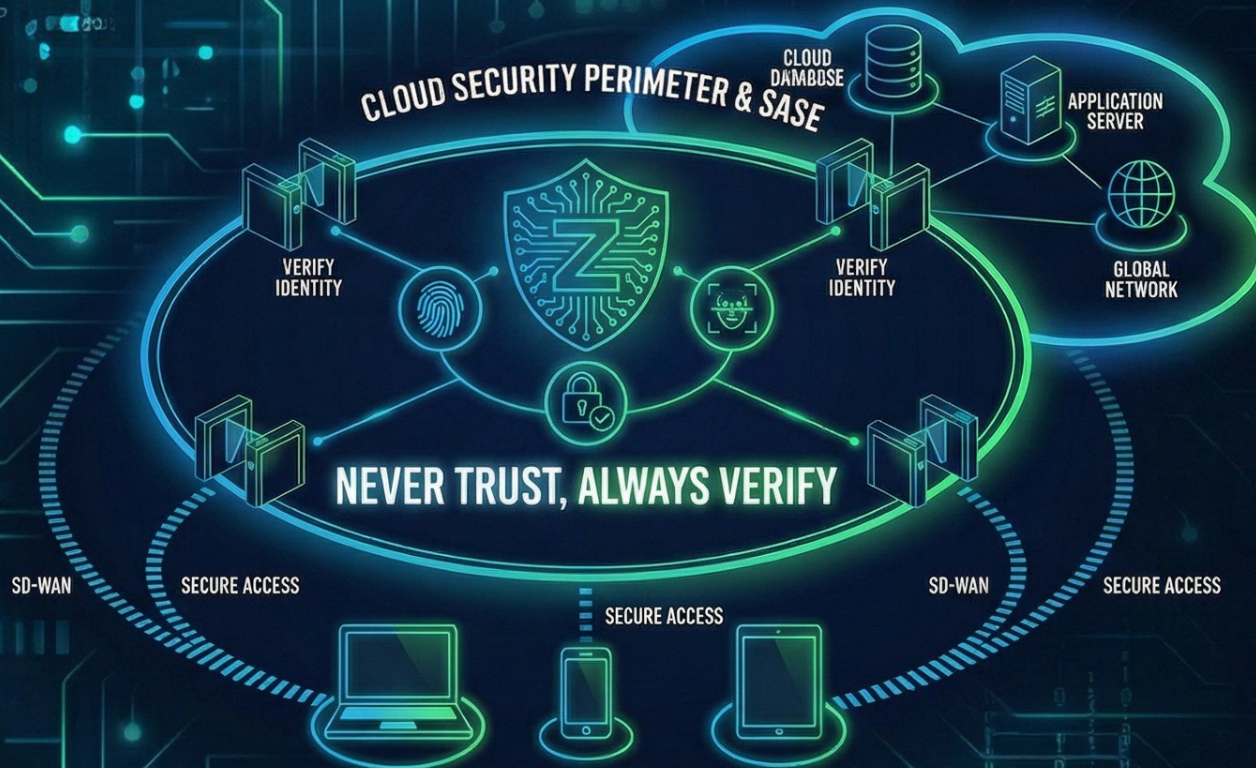 CLOUD SECURITY PERIMETER & SASE
CLOUD
DAMBDSE
APPLICATION
SERVER
Z
VERIFY
IDENTITY
VERIFY
IDENTITY
GLOBAL
NETWORK
NEVER TRUST, ALWAYS VERIFY
SD-WAN
SECURE ACCESS
SECURE ACCESS
SD-WAN
SECURE ACCESS